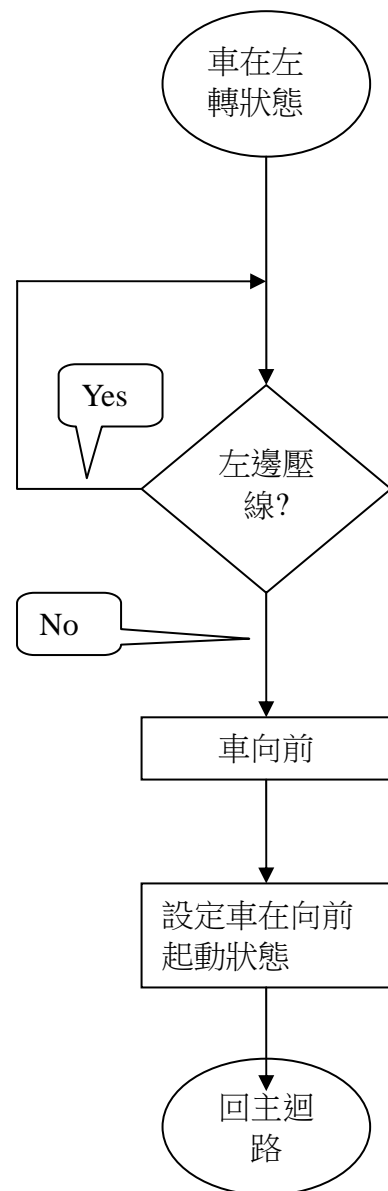 車在左
轉狀態
Yes
左邊壓
線?
No
車向前
設定車在向前
起動狀態
回主迴
路